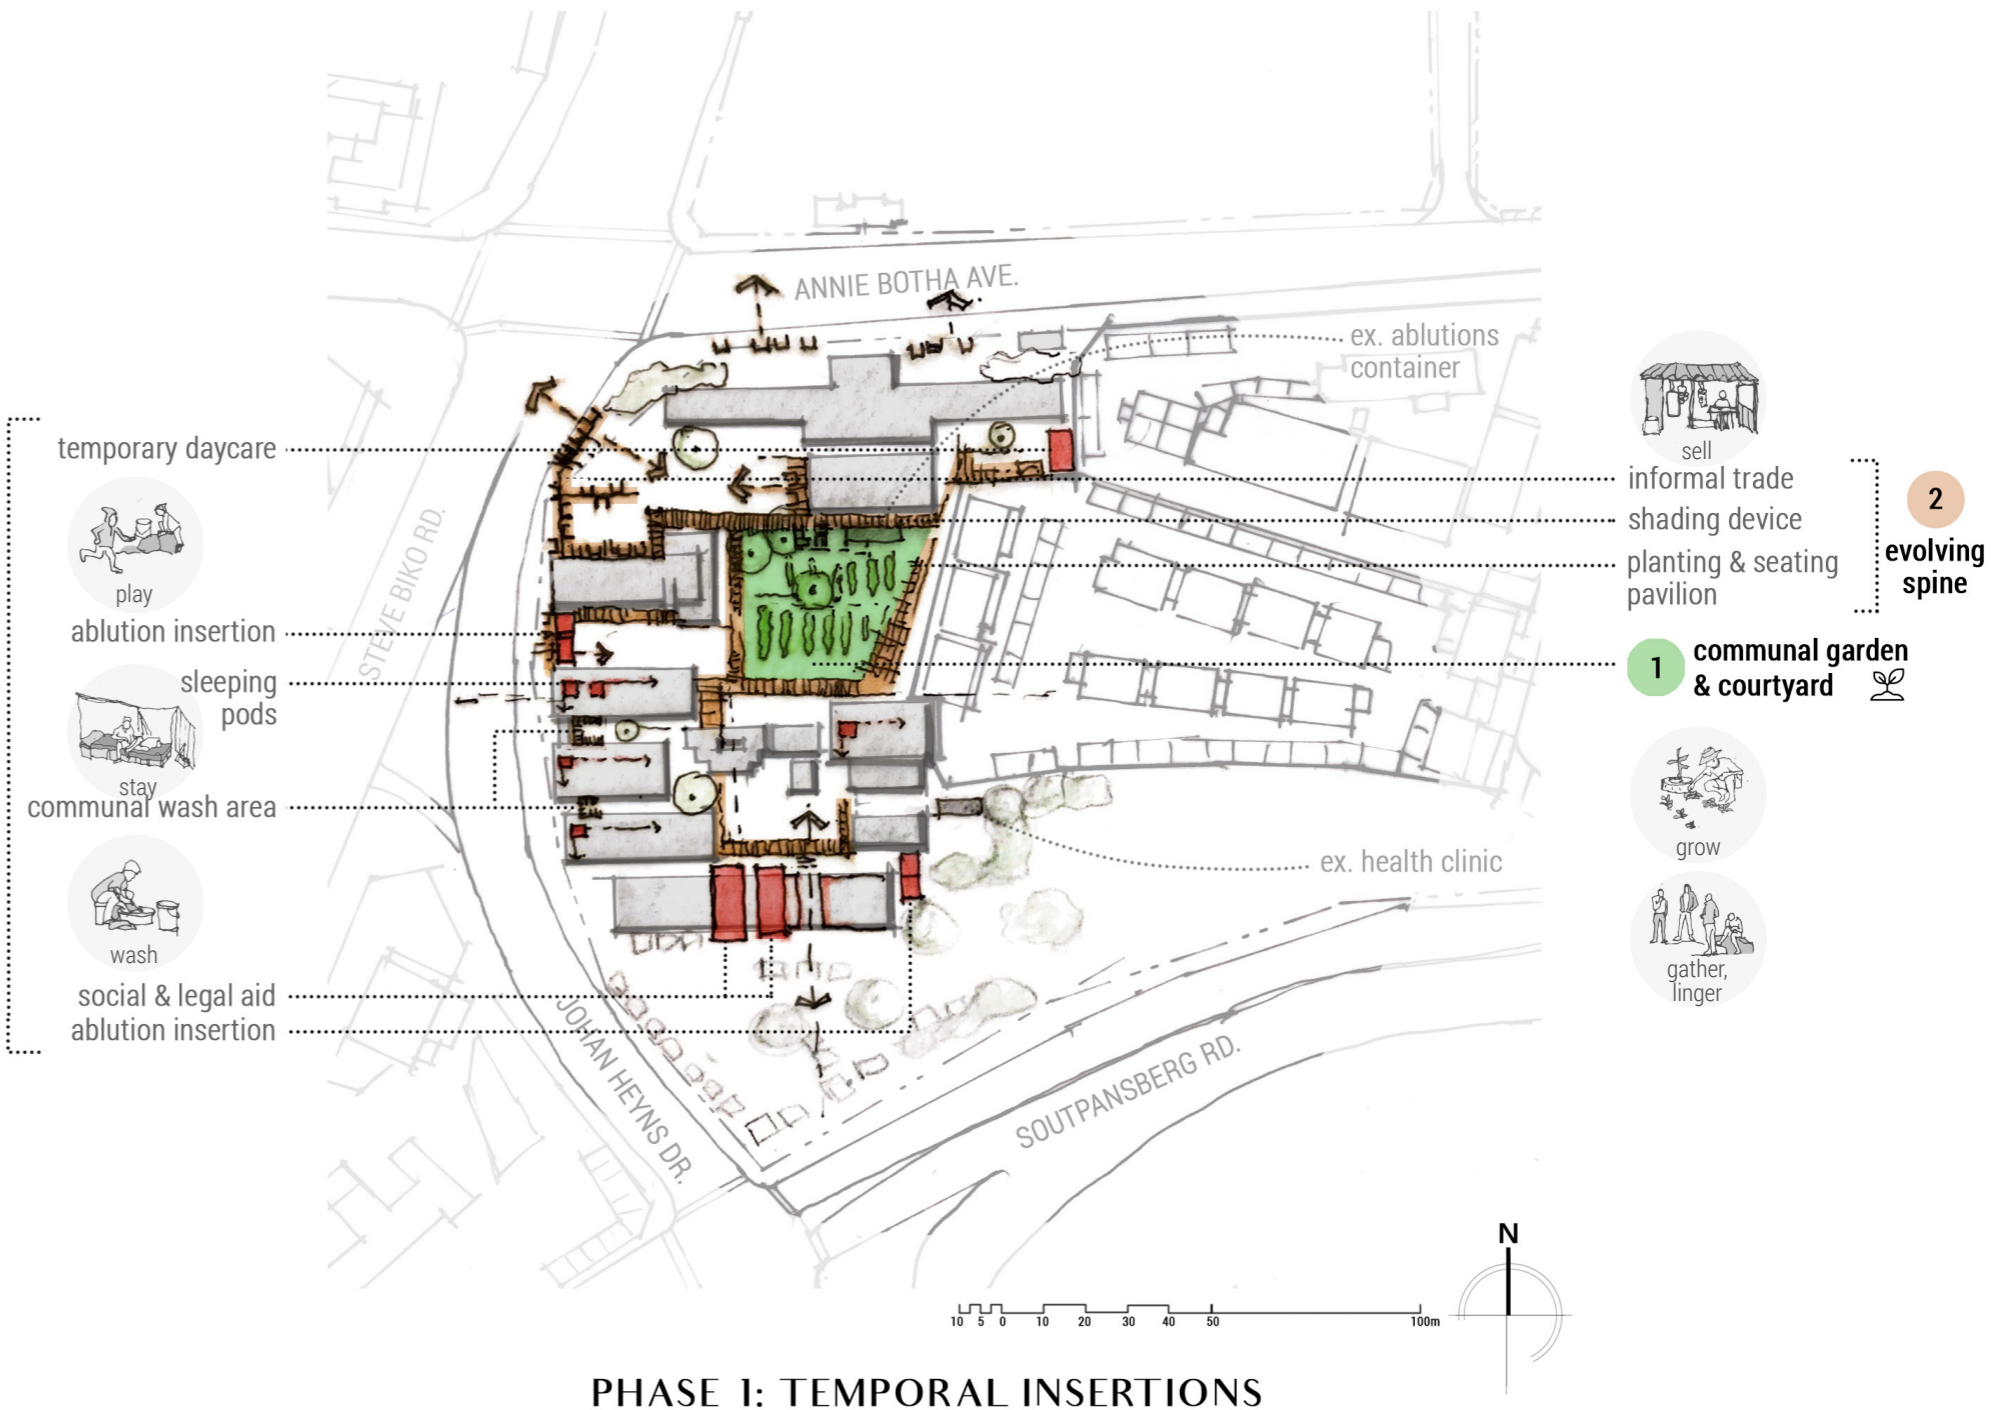 ANNIE BOTHA AVE.
ex. ablutions
container
temporary daycare
play
ablution insertion
sleeping
pods
stay
communal wash area
wash
social & legal aid
ablution insertion
STEVE BIKO RD.
JOHAN HEYNS DR.
SOUTPANSBERG RD.
ex. health clinic
sell
informal trade
shading device
planting & seating
pavilion
2
evolving
spine
1
communal garden
& courtyard
grow
gather,
linger
N
10 5 0 10 20 30 40 50 100m
PHASE 1: TEMPORAL INSERTIONS